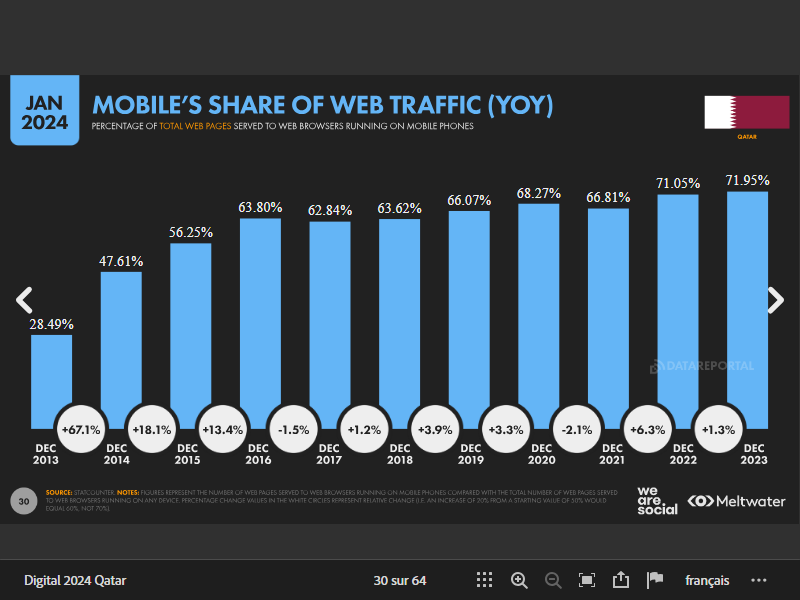 JAN
2024
MOBILE'S SHARE OF WEB TRAFFIC (YOY)
PERCENTAGE OF TOTAL WEB PAGES SERVED TO WEB BROWSERS RUNNING ON MOBILE PHONES
QATAR
28.49% 47.61% 56.25% 63.80% 62.84% 63.62% 66.07% 68.27% 66.81% 71.05% 71.95%
DATAREPORTAL
+67.1% +18.1% +13.4% -1.5% +1.2% +3.9% +3.3% -2.1% +6.3% +1.3%
DEC DEC DEC DEC DEC DEC DEC DEC DEC DEC DEC
2013 2014 2015 2016 2017 2018 2019 2020 2021 2022 2023
30
SOURCE: STATCOUNTER. NOTES: FIGURES REPRESENT THE NUMBER OF WEB PAGES SERVED TO WEB BROWSERS RUNNING ON MOBILE PHONES COMPARED WITH THE TOTAL NUMBER OF WEB PAGES SERVED
TO WEB BROWSERS RUNNING ON ANY DEVICE. PERCENTAGE CHANGE VALUES IN THE WHITE CIRCLES REPRESENT RELATIVE CHANGE (I.E. AN INCREASE OF 20% FROM A STARTING VALUE OF 50% WOULD
EQUAL 60%, NOT 70%).
we
are.
social
Meltwater
Digital 2024 Qatar
30 sur 64
français